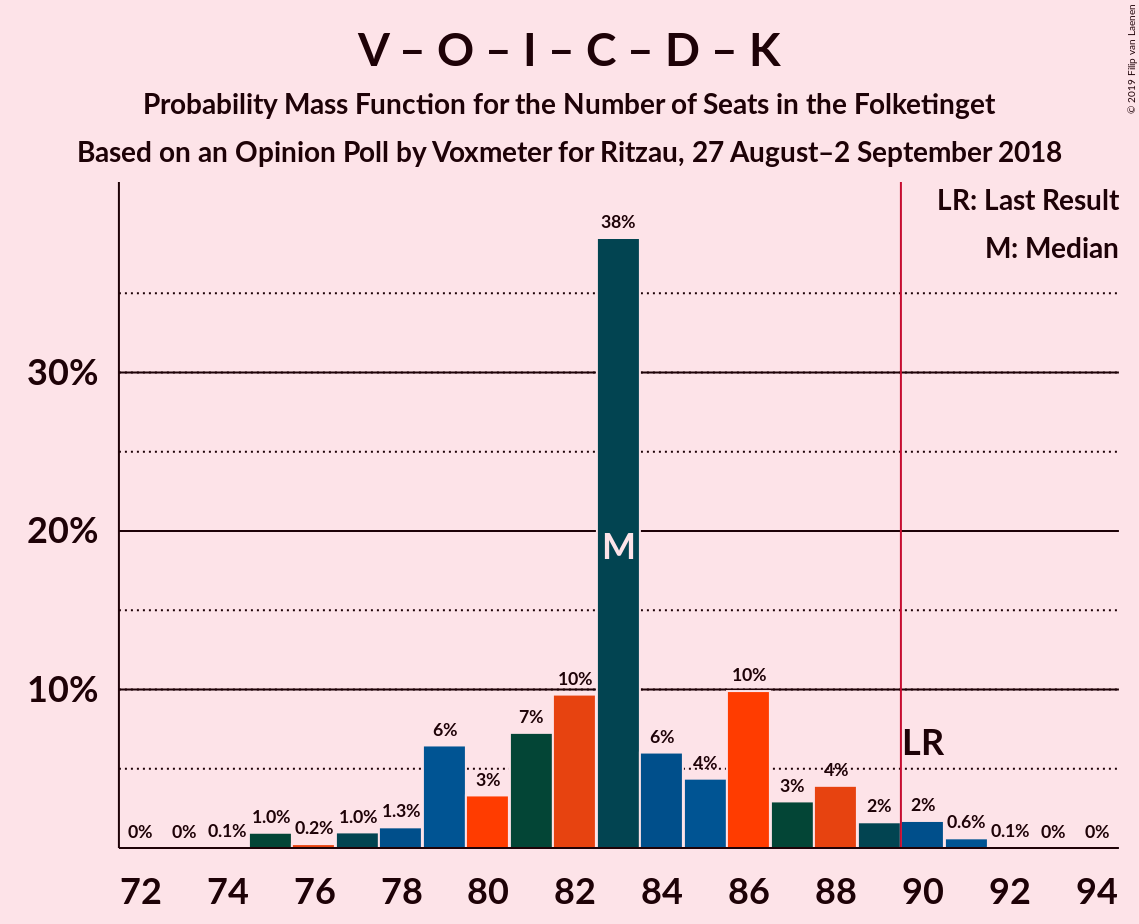 V – O – I – C – D – K
Probability Mass Function for the Number of Seats in the Folketinget
Based on an Opinion Poll by Voxmeter for Ritzau, 27 August–2 September 2018
© 2019 Filip van Laenen
LR: Last Result
M: Median
30%
20%
10%
0%
0%
0.1%
1.0%
0.2%
1.0%
1.3%
6%
3%
7%
10%
38%
6%
4%
10%
3%
4%
2%
2%
0.6%
0.1%
0%
0%
M
LR
72 74 76 78 80 82 84 86 88 90 92 94